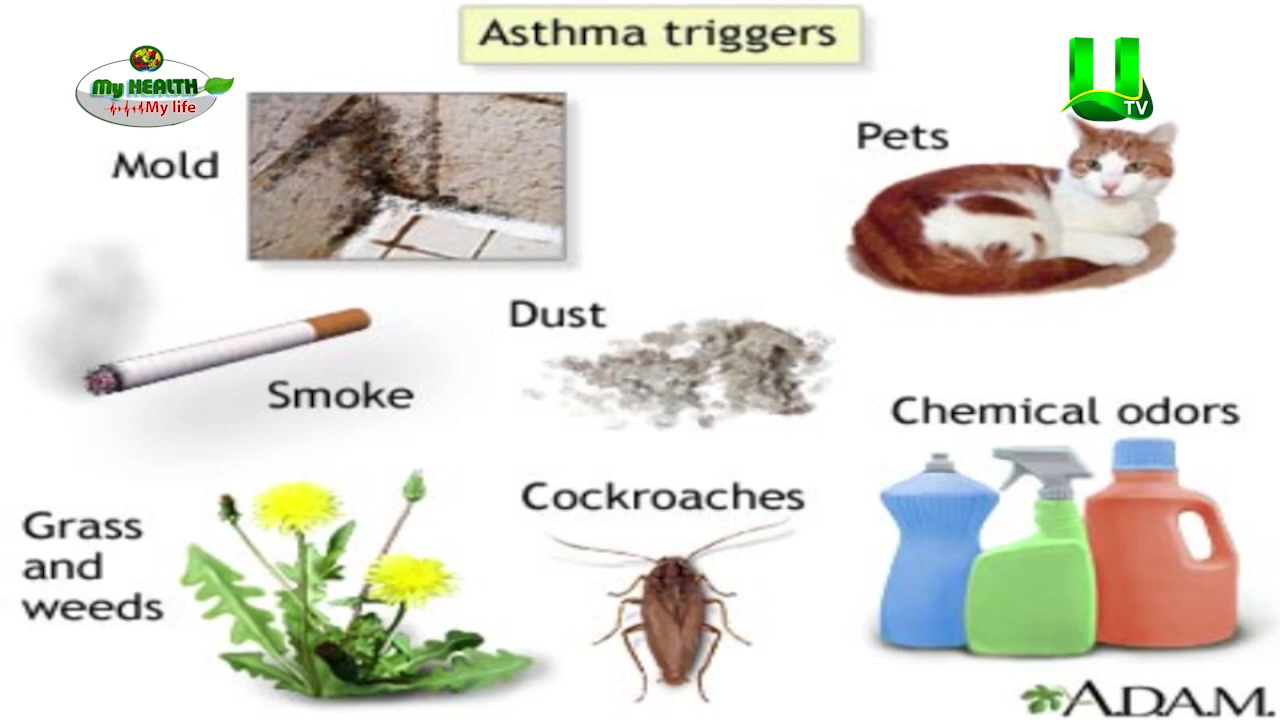 Asthma triggers
My HEALTH
My life
U
TV
Mold
Pets
Dust
Smoke
Chemical odors
Cockroaches
Grass
and
weeds
A.D.A.M.